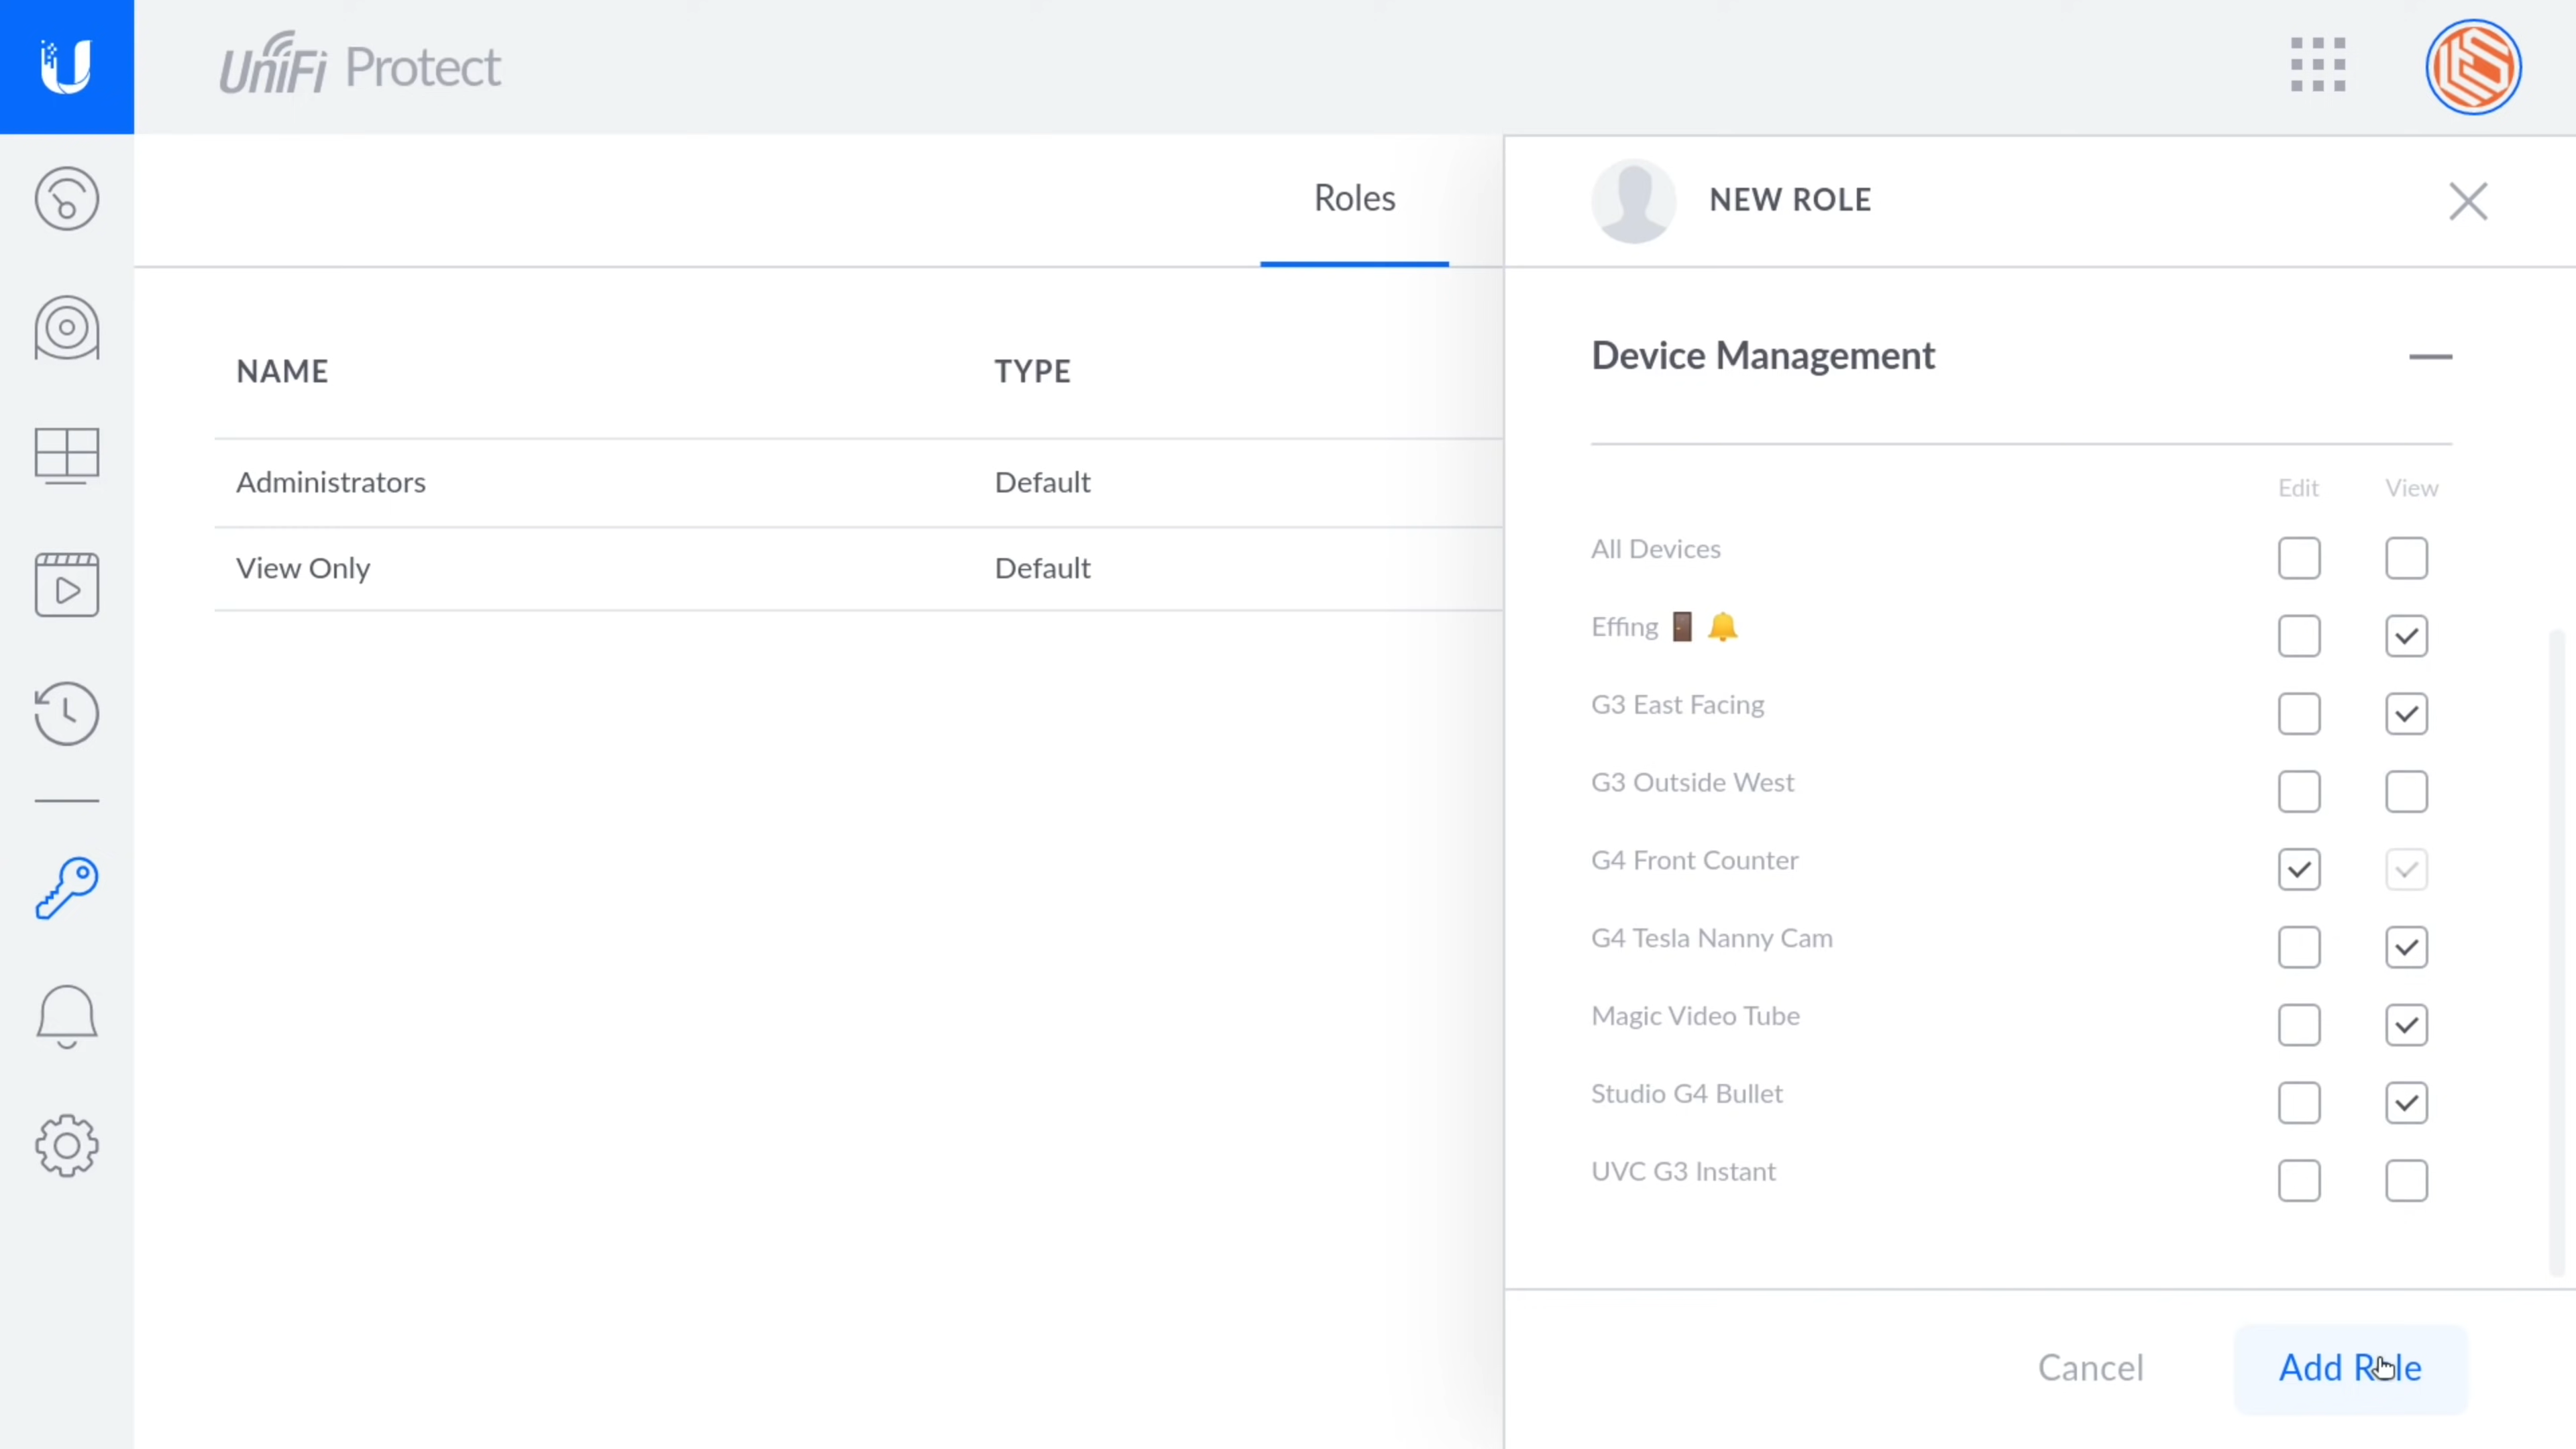 UniFi Protect
Roles
NEW ROLE
NAME TYPE
Administrators Default
View Only Default
Device Management
Edit View
All Devices
Effing 🚪 🔔
G3 East Facing
G3 Outside West
G4 Front Counter
G4 Tesla Nanny Cam
Magic Video Tube
Studio G4 Bullet
UVC G3 Instant
Cancel Add Role